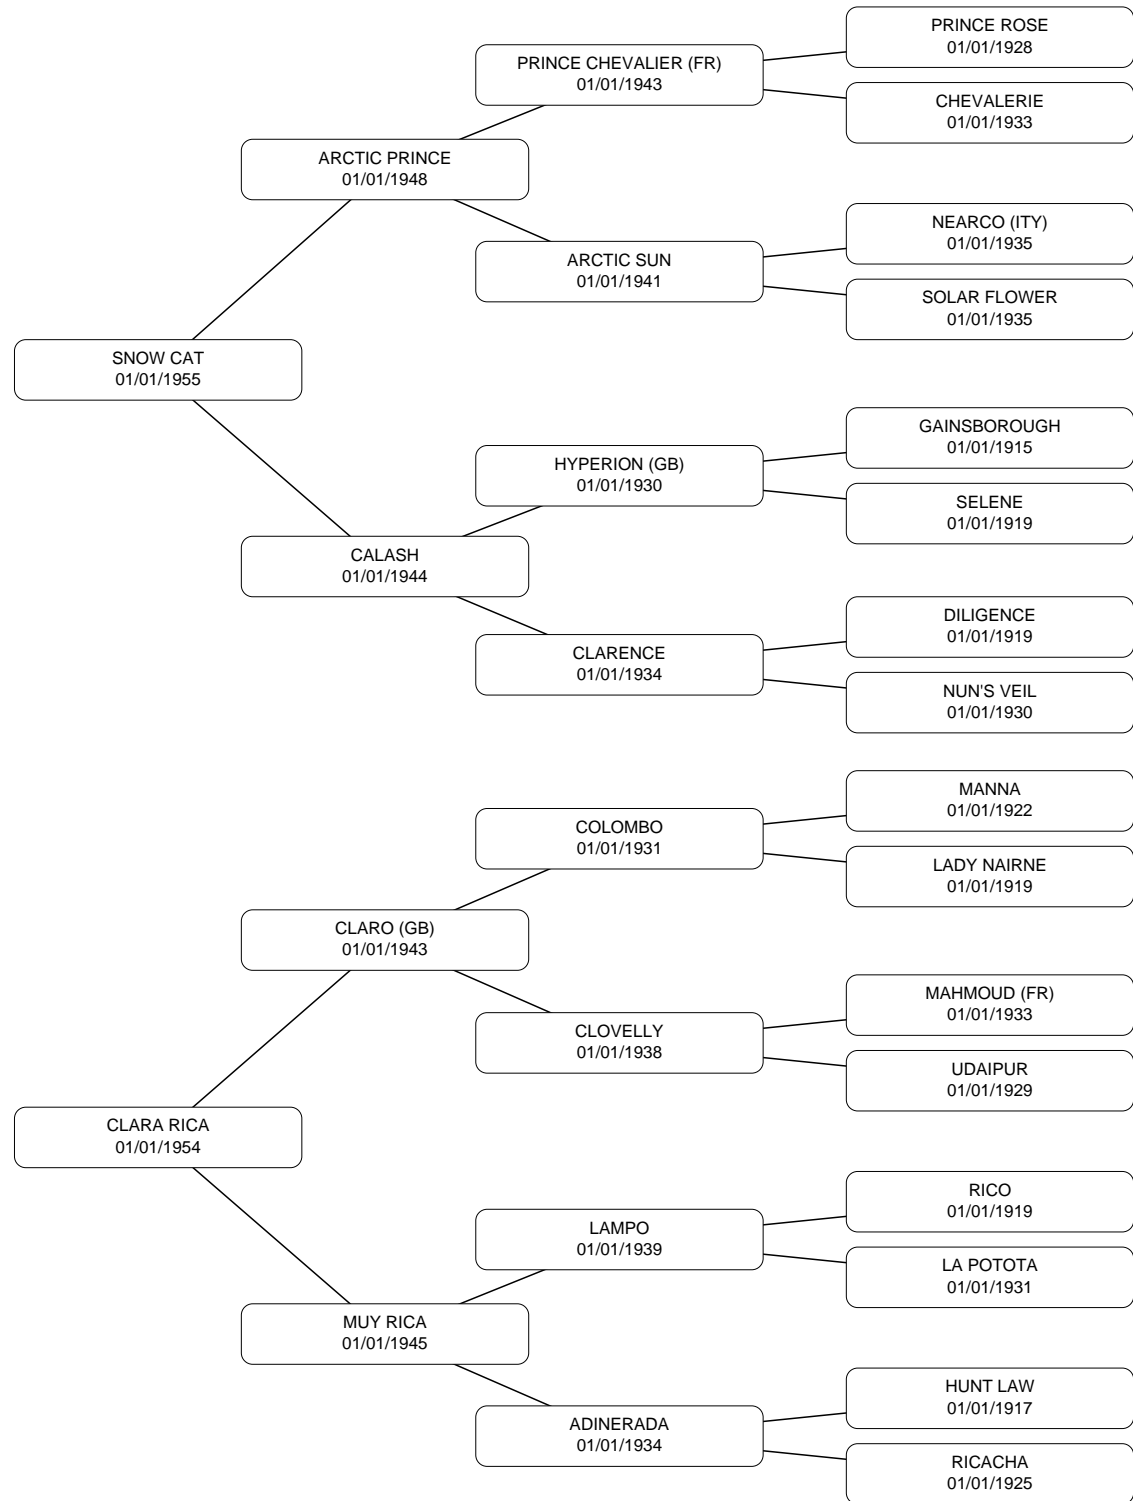 PRINCE ROSE
01/01/1928
PRINCE CHEVALIER (FR)
01/01/1943
CHEVALERIE
01/01/1933
ARCTIC PRINCE
01/01/1948
NEARCO (ITY)
01/01/1935
ARCTIC SUN
01/01/1941
SOLAR FLOWER
01/01/1935
SNOW CAT
01/01/1955
GAINSBOROUGH
01/01/1915
HYPERION (GB)
01/01/1930
SELENE
01/01/1919
CALASH
01/01/1944
DILIGENCE
01/01/1919
CLARENCE
01/01/1934
NUN'S VEIL
01/01/1930
MANNA
01/01/1922
COLOMBO
01/01/1931
LADY NAIRNE
01/01/1919
CLARO (GB)
01/01/1943
MAHMOUD (FR)
01/01/1933
CLOVELLY
01/01/1938
UDAIPUR
01/01/1929
CLARA RICA
01/01/1954
RICO
01/01/1919
LAMPO
01/01/1939
LA POTOTA
01/01/1931
MUY RICA
01/01/1945
HUNT LAW
01/01/1917
ADINERADA
01/01/1934
RICACHA
01/01/1925